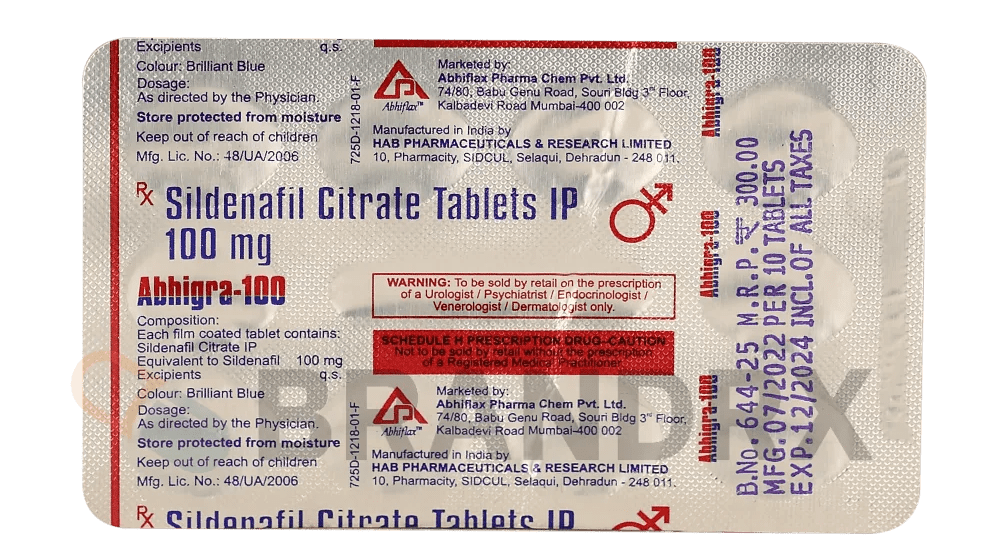 Excipients q.s.
Colour: Brilliant Blue
Dosage:
As directed by the Physician.
Store protected from moisture
Keep out of reach of children
Mfg. Lic. No.: 48/UA/2006
725D-1218-01-F
Abhiflax™
Marketed by:
Abhiflax Pharma Chem Pvt. Ltd.
74/80, Babu Genu Road, Souri Bldg 3rd Floor,
Kalbadevi Road Mumbai-400 002
Manufactured in India by
HAB PHARMACEUTICALS & RESEARCH LIMITED
10, Pharmacity, SIDCUL, Selaqui, Dehradun - 248 011.
Rx Sildenafil Citrate Tablets IP
100 mg
Abhigra-100
Composition:
Each film coated tablet contains:
Sildenafil Citrate IP
Equivalent to Sildenafil 100 mg
Excipients q.s.
Colour: Brilliant Blue
Dosage:
As directed by the Physician.
Store protected from moisture
Keep out of reach of children
Mfg. Lic. No.: 48/UA/2006
WARNING: To be sold by retail on the prescription
of a Urologist / Psychiatrist / Endocrinologist /
Venerologist / Dermatologist only.
SCHEDULE H PRESCRIPTION DRUG-CAUTION
Not to be sold by retail without the prescription
of a Registered Medical Practitioner.
725D-1218-01-F
Abhiflax™
Marketed by:
Abhiflax Pharma Chem Pvt. Ltd.
74/80, Babu Genu Road, Souri Bldg 3rd Floor,
Kalbadevi Road Mumbai-400 002
Manufactured in India by
HAB PHARMACEUTICALS & RESEARCH LIMITED
10, Pharmacity, SIDCUL, Selaqui, Dehradun - 248 011.
Rx Sildenafil Citrate Tablets IP
Abhigra-100
Abhigra-100
Abhigra-100
B.No. 644-25 M.R.P. ₹ 300.00
MFG.07/2022 PER 10 TABLETS
EXP.12/2024 INCL.OF ALL TAXES
BRANDRX